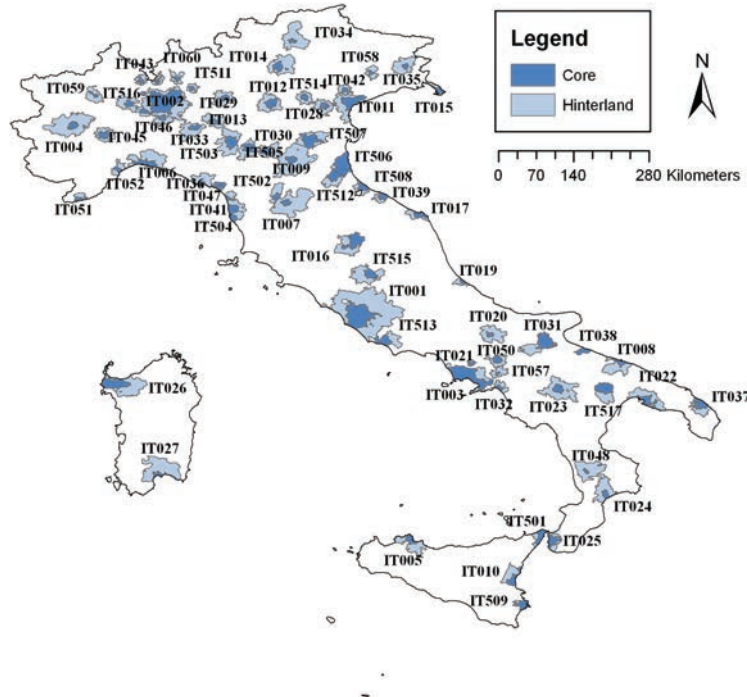 IT034
IT043
IT060
IT014
IT058
IT511
IT059
IT516
IT002
IT012
IT514
IT042
IT035
IT029
IT028
IT011
IT015
IT013
IT004
IT045
IT046
IT033
IT030
IT507
IT503
IT505
IT506
IT052
IT006
IT009
IT508
IT036
IT502
IT512
IT039
IT051
IT047
IT041
IT007
IT017
IT504
IT016
IT515
IT019
IT001
IT513
IT020
IT031
IT038
IT008
IT021
IT050
IT057
IT022
IT003
IT032
IT023
IT517
IT037
IT026
IT027
IT048
IT024
IT501
IT025
IT005
IT010
IT509
Legend
Core
Hinterland
N
0 70 140 280 Kilometers